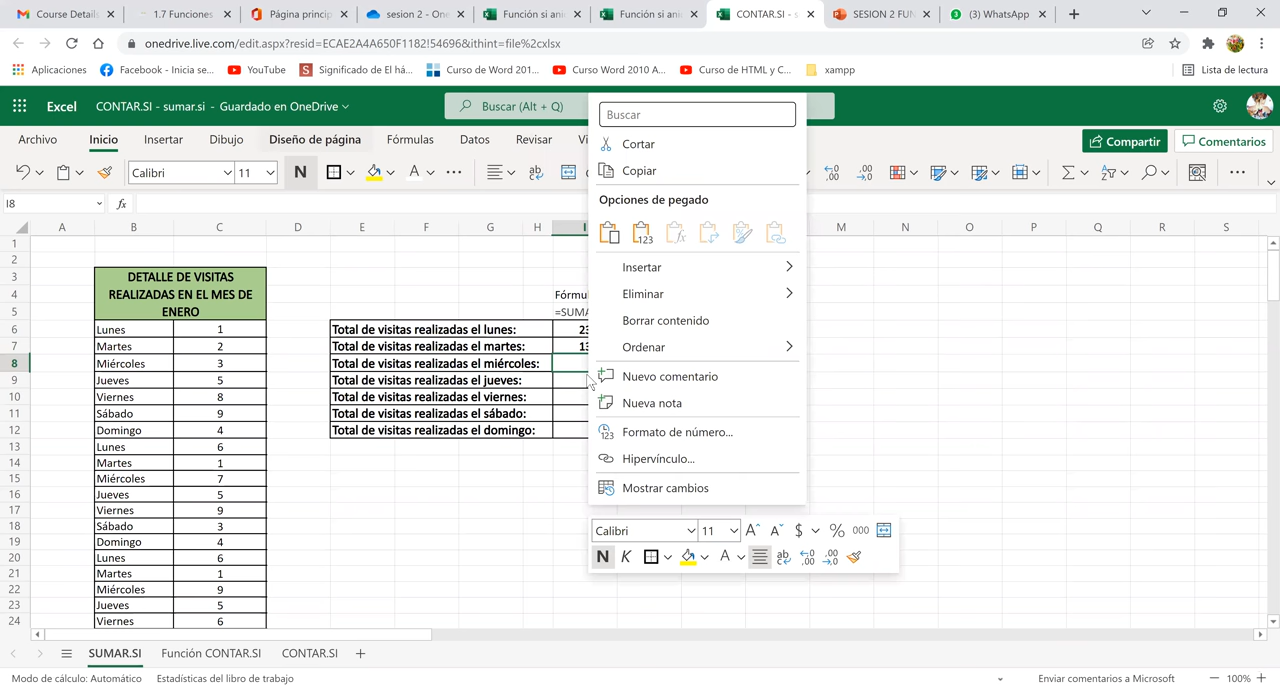 Course Details
1.7 Funciones
Página princip
sesion 2 - One
Función si ani
Función si ani
CONTAR.SI - s
SESION 2 FUN
(3) WhatsApp
onedrive.live.com/edit.aspx?resid=ECAE2A4A650F1182!54696&ithint=file%2cxlsx
Aplicaciones
Facebook - Inicia se...
YouTube
Significado de El há...
Curso de Word 201...
Curso Word 2010 A...
Curso de HTML y C...
xampp
Lista de lectura
Excel
CONTAR.SI - sumar.si - Guardado en OneDrive
Buscar (Alt + Q)
Archivo
Inicio
Insertar
Dibujo
Diseño de página
Fórmulas
Datos
Revisar
Compartir
Comentarios
Calibri
11
N
A
I8
fx
A B C D E F G H I M N O P Q R S
1
2
3 DETALLE DE VISITAS
4 REALIZADAS EN EL MES DE
5 ENERO
Fórmu
=SUMA
6 Lunes 1 Total de visitas realizadas el lunes: 23
7 Martes 2 Total de visitas realizadas el martes: 13
8 Miércoles 3 Total de visitas realizadas el miércoles:
9 Jueves 5 Total de visitas realizadas el jueves:
10 Viernes 8 Total de visitas realizadas el viernes:
11 Sábado 9 Total de visitas realizadas el sábado:
12 Domingo 4 Total de visitas realizadas el domingo:
13 Lunes 6
14 Martes 1
15 Miércoles 7
16 Jueves 5
17 Viernes 9
18 Sábado 3
19 Domingo 4
20 Lunes 6
21 Martes 1
22 Miércoles 9
23 Jueves 5
24 Viernes 6
Buscar
Cortar
Copiar
Opciones de pegado
Insertar
Eliminar
Borrar contenido
Ordenar
Nuevo comentario
Nueva nota
Formato de número...
Hipervínculo...
Mostrar cambios
Calibri 11 A A $ % 000
N K A
SUMAR.SI
Función CONTAR.SI
CONTAR.SI
Modo de cálculo: Automático
Estadísticas del libro de trabajo
Enviar comentarios a Microsoft
100%